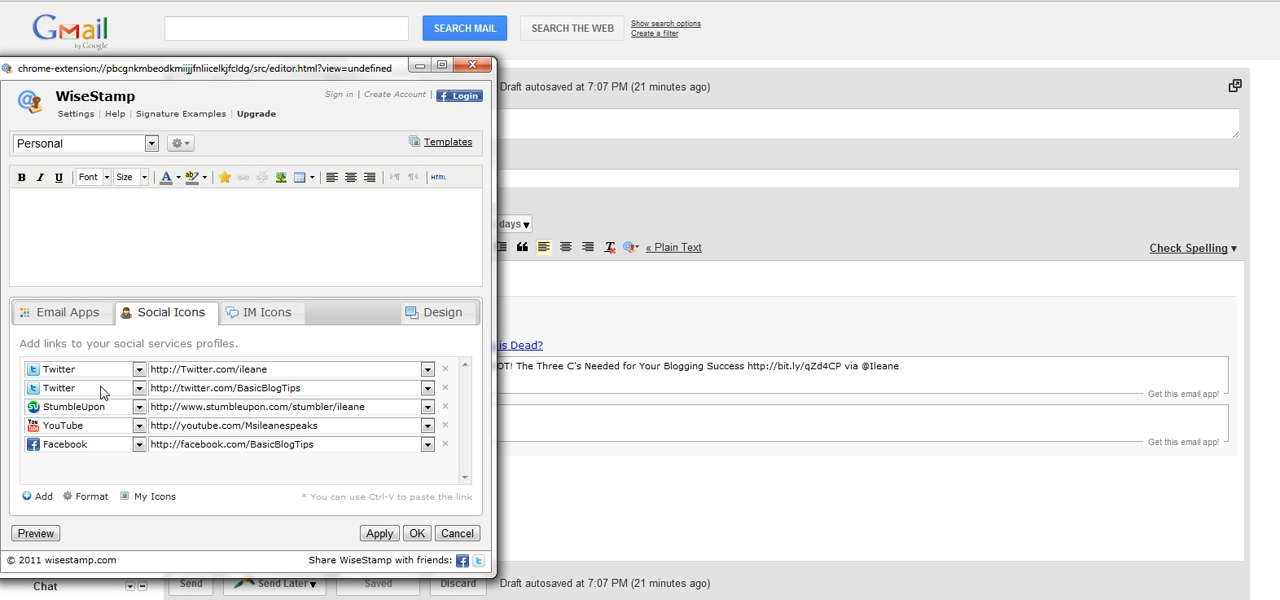 Gmail
by Google
SEARCH MAIL
SEARCH THE WEB
Show search options
Create a filter
chrome-extension://pbcgnkmbeodkmiijjfnliicelkjfcldg/src/editor.html?view=undefined
Draft autosaved at 7:07 PM (21 minutes ago)
WiseStamp
Sign in | Create Account | f Login
Settings | Help | Signature Examples | Upgrade
Personal
Templates
B I U Font Size A ab HTML
days
« Plain Text
Check Spelling
Email Apps
Social Icons
IM Icons
Design
Add links to your social services profiles.
is Dead?
Twitter http://Twitter.com/ileane
OT! The Three C's Needed for Your Blogging Success http://bit.ly/qZd4CP via @Ileane
Twitter http://twitter.com/BasicBlogTips
Get this email app!
StumbleUpon http://www.stumbleupon.com/stumbler/ileane
YouTube http://youtube.com/Msileanespeaks
Facebook http://facebook.com/BasicBlogTips
Get this email app!
Add
Format
My Icons
* You can use Ctrl-V to paste the link
Preview
Apply
OK
Cancel
© 2011 wisestamp.com
Share WiseStamp with friends:
Chat
Send
Send Later
Saved
Discard
Draft autosaved at 7:07 PM (21 minutes ago)